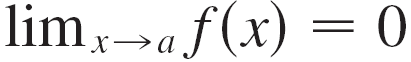 lim_{x→a} f(x) = 0